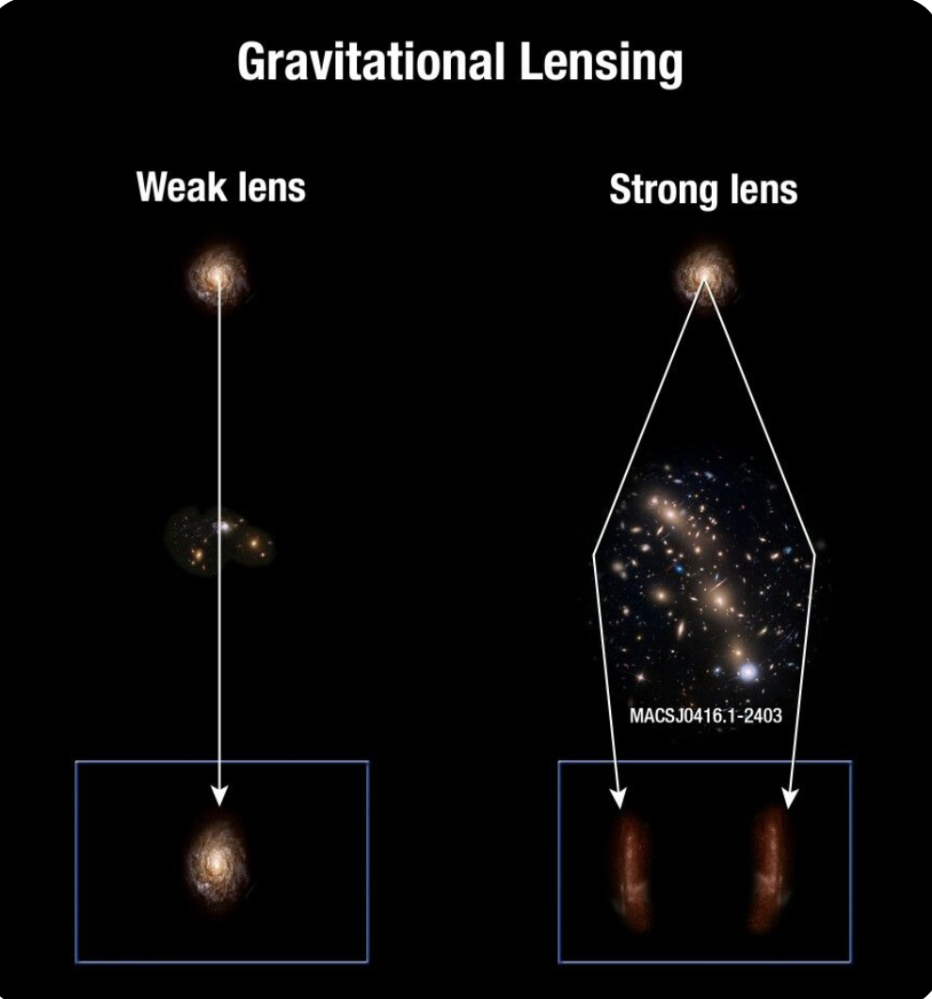 Gravitational Lensing
Weak lens
Strong lens
MACSJ0416.1-2403